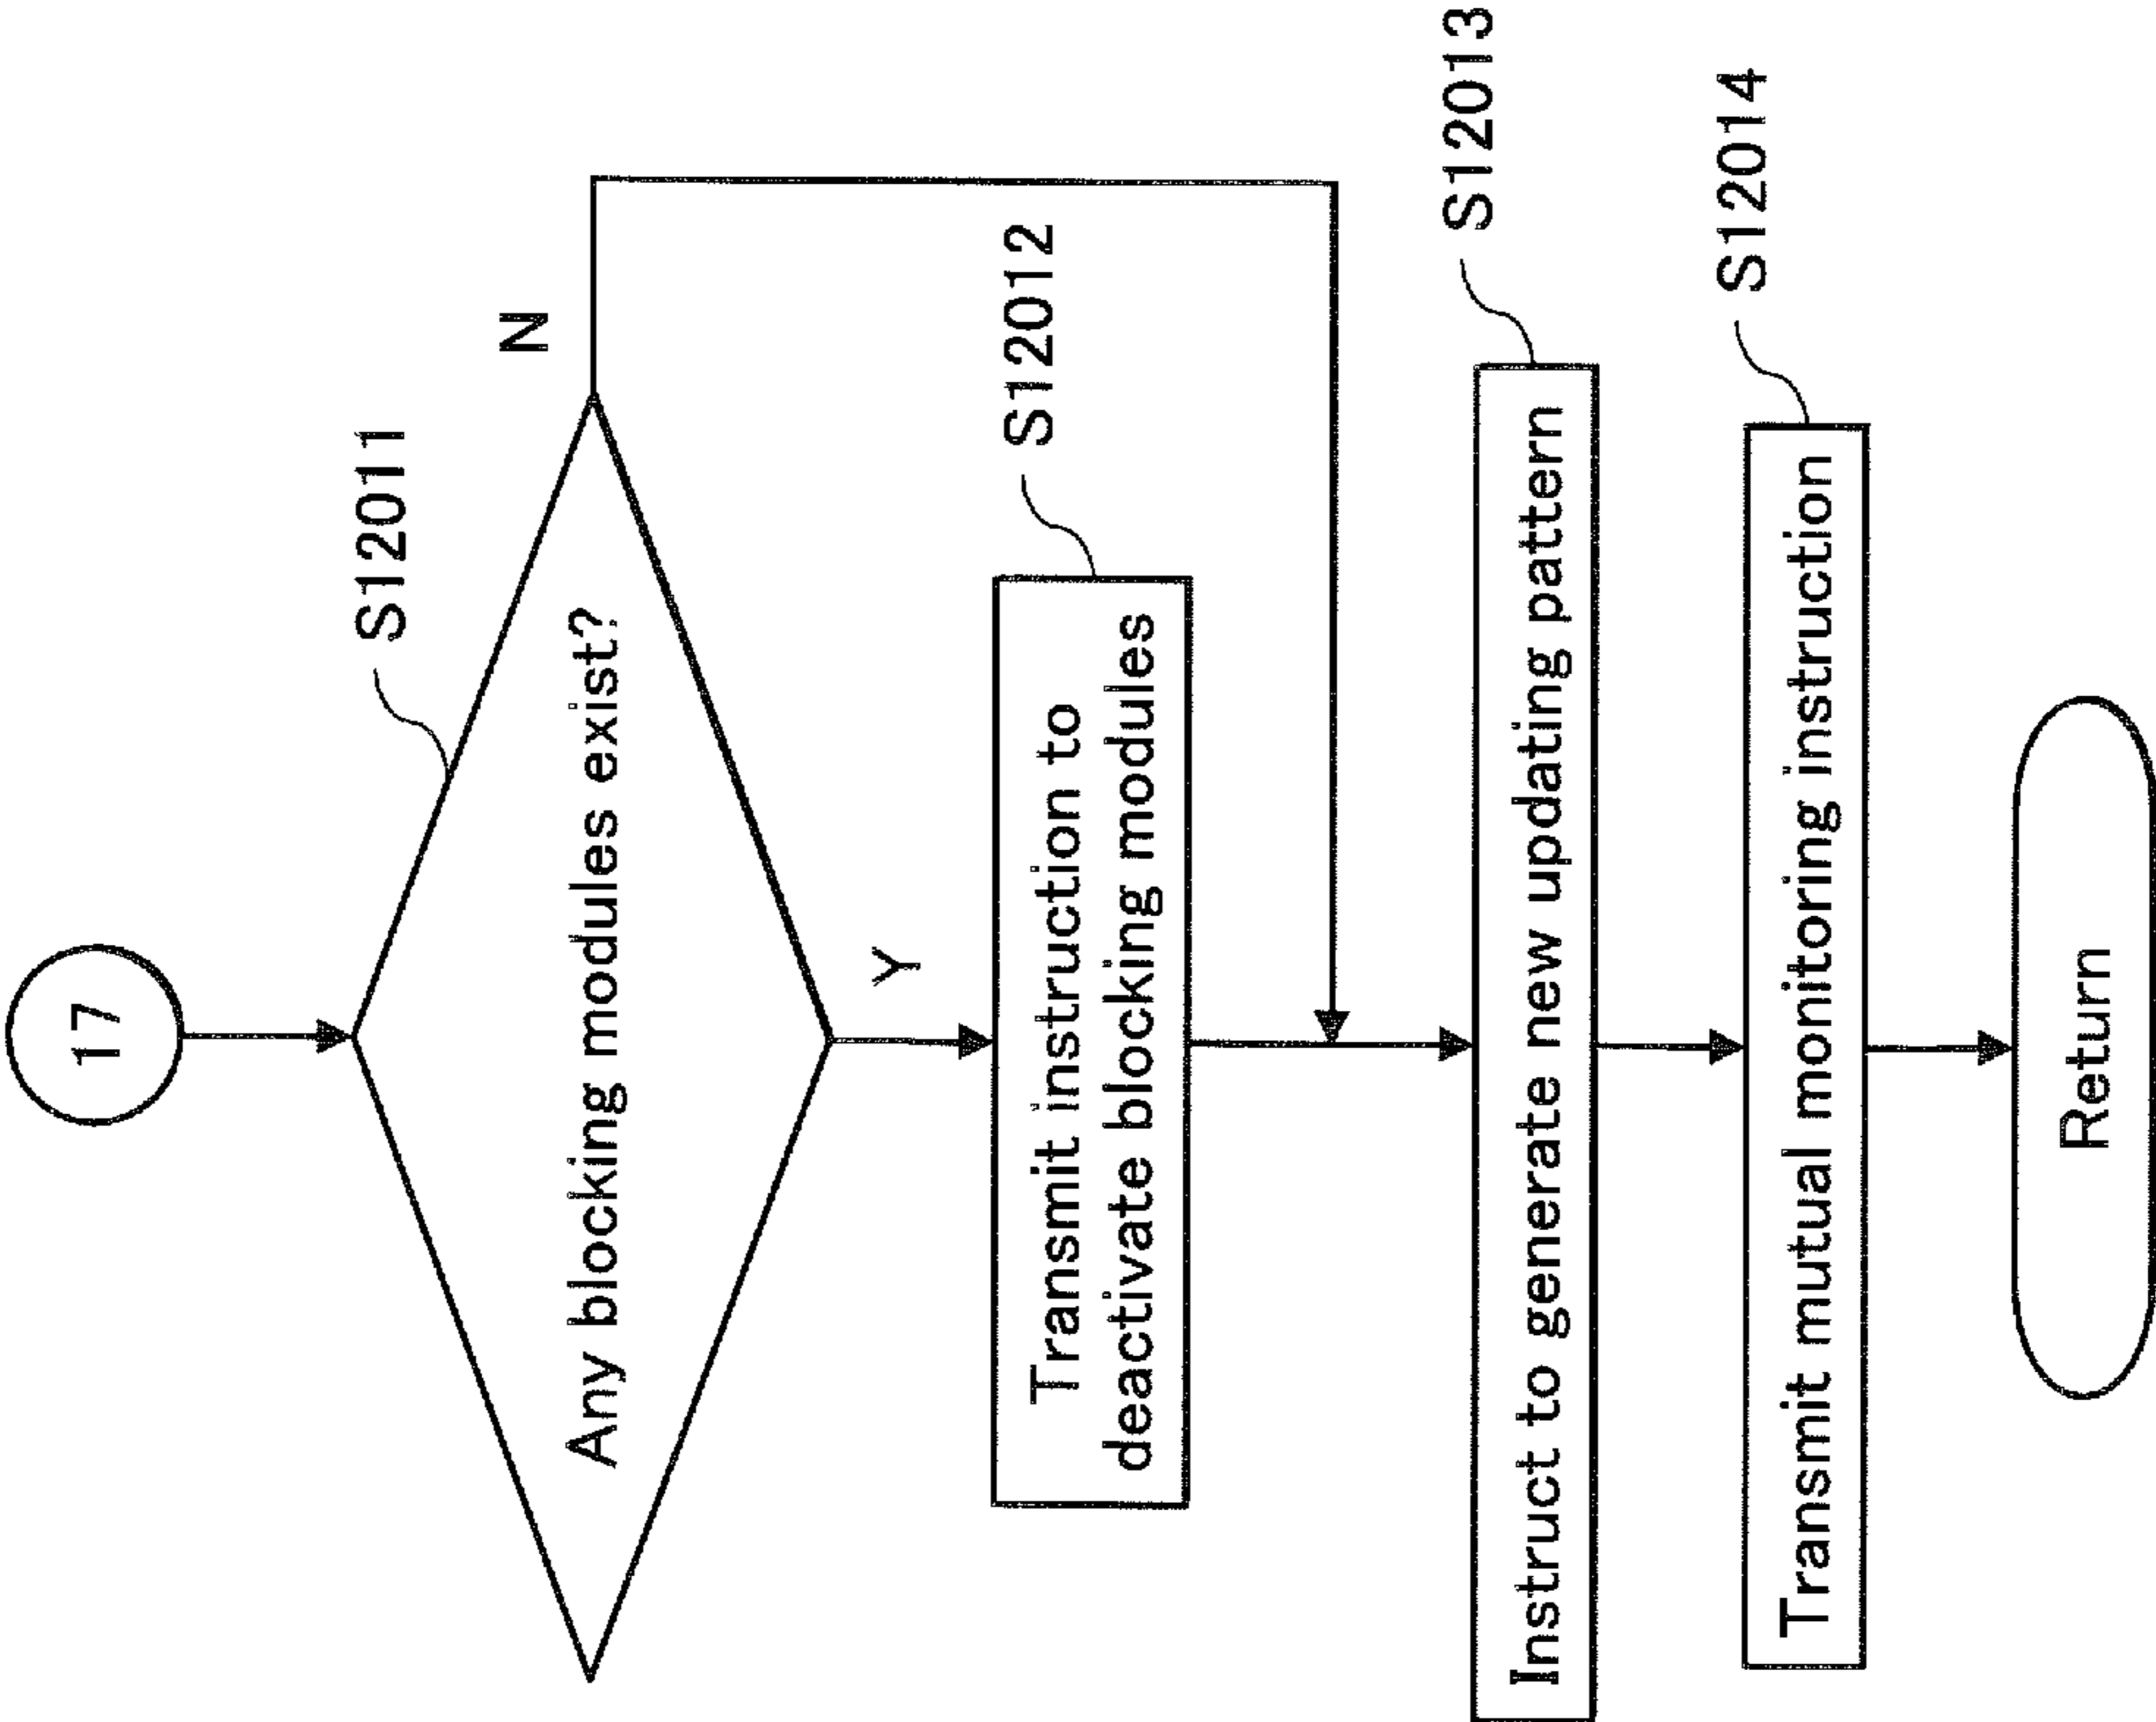 17
S12011
Any blocking modules exist?
N
Y
S12012
Transmit instruction to
deactivate blocking modules
S12013
Instruct to generate new updating pattern
S12014
Transmit mutual monitoring instruction
Return